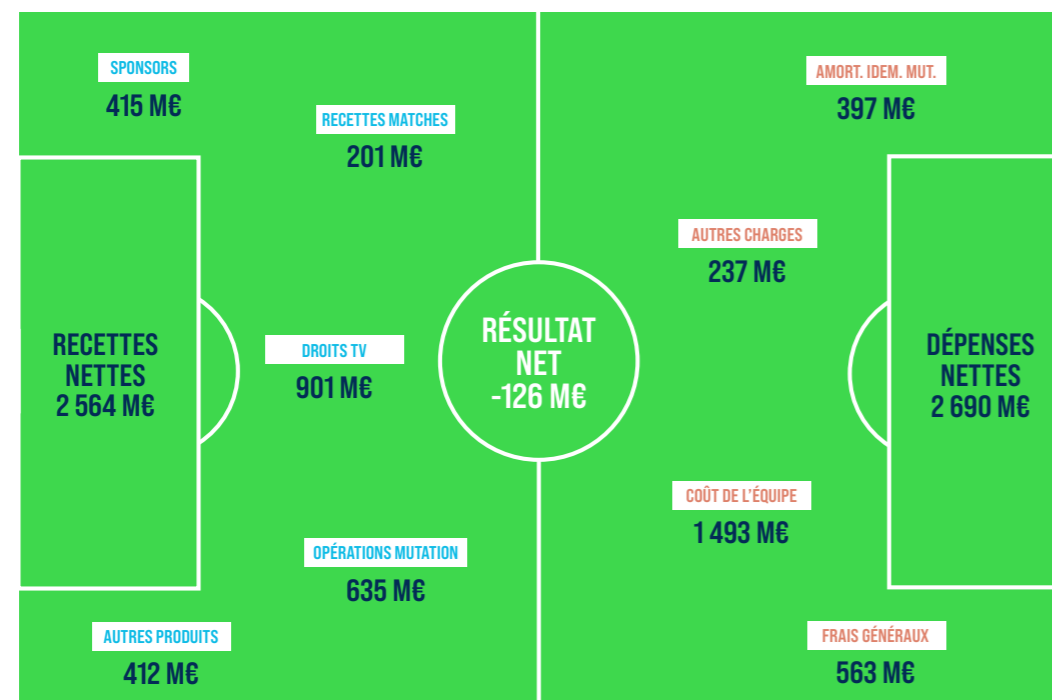 SPONSORS
415 M€
RECETTES MATCHES
201 M€
RECETTES
NETTES
2 564 M€
DROITS TV
901 M€
OPÉRATIONS MUTATION
635 M€
AUTRES PRODUITS
412 M€
RÉSULTAT
NET
-126 M€
AMORT. IDEM. MUT.
397 M€
AUTRES CHARGES
237 M€
DÉPENSES
NETTES
2 690 M€
COÛT DE L'ÉQUIPE
1 493 M€
FRAIS GÉNÉRAUX
563 M€